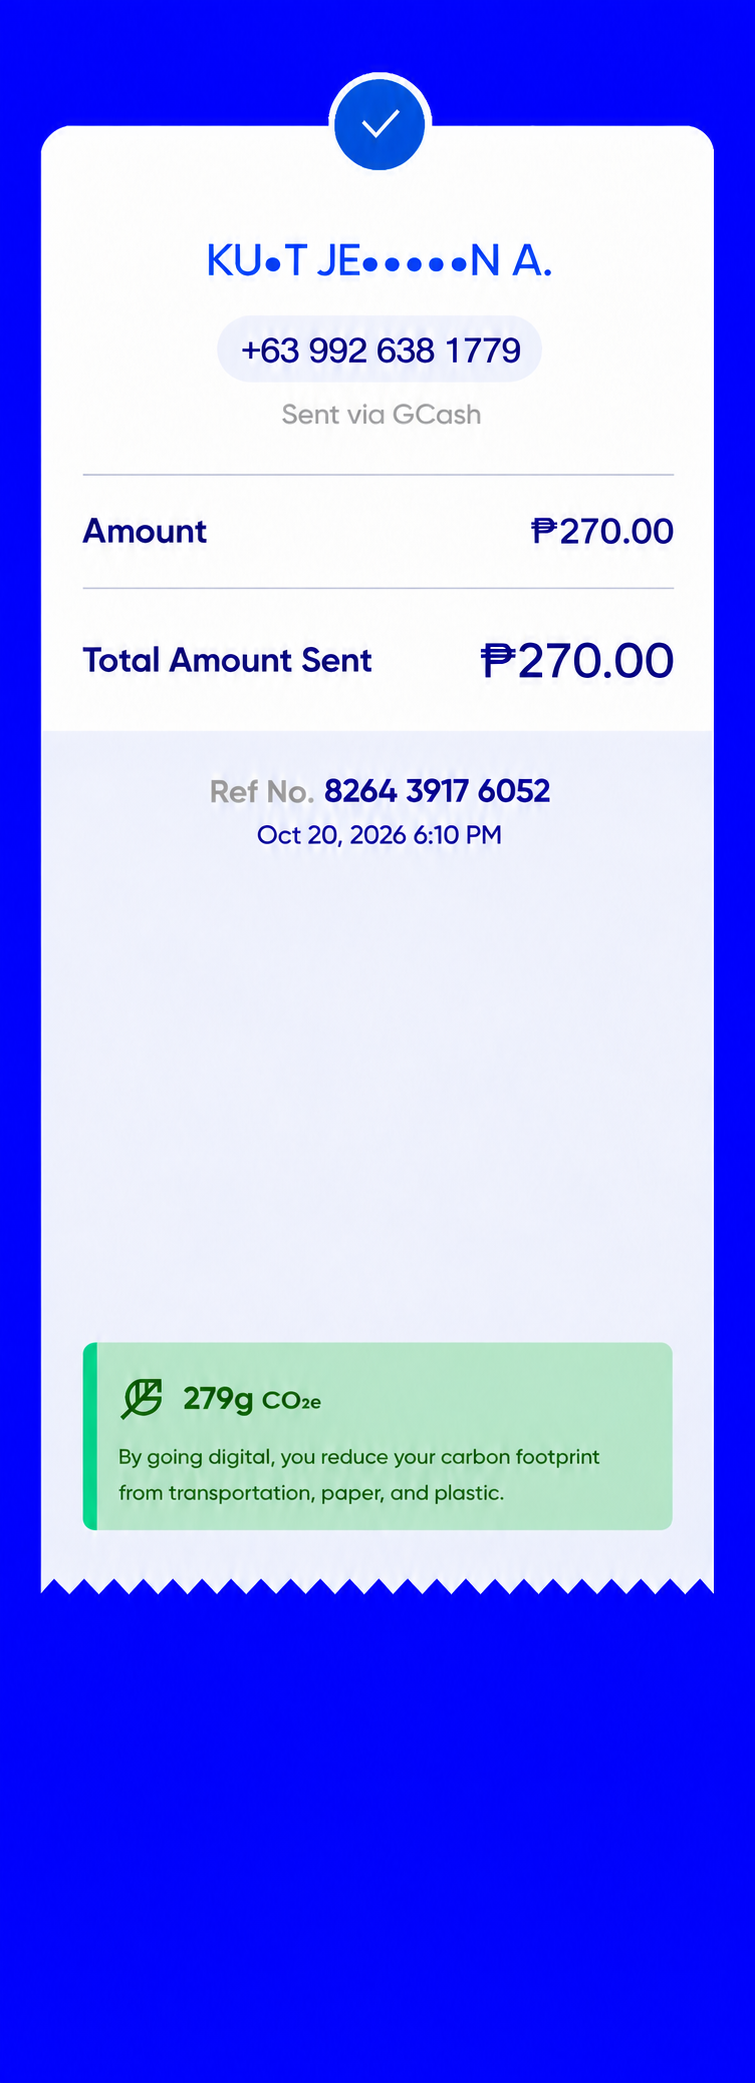 KU•T JE•••••N A.
+63 992 638 1779
Sent via GCash
Amount ₱270.00
Total Amount Sent ₱270.00
Ref No. 8264 3917 6052
Oct 20, 2026 6:10 PM
279g CO₂e
By going digital, you reduce your carbon footprint
from transportation, paper, and plastic.